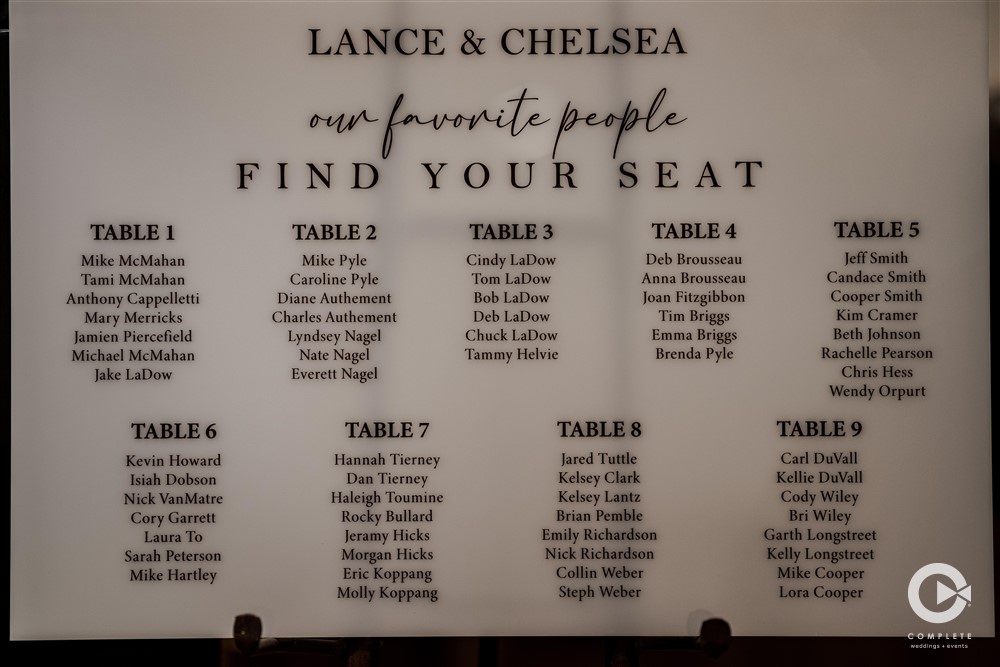 LANCE & CHELSEA
our favorite people
FIND YOUR SEAT
TABLE 1
Mike McMahan
Tami McMahan
Anthony Cappelletti
Mary Merricks
Jamien Piercefield
Michael McMahan
Jake LaDow
TABLE 2
Mike Pyle
Caroline Pyle
Diane Authement
Charles Authement
Lyndsey Nagel
Nate Nagel
Everett Nagel
TABLE 3
Cindy LaDow
Tom LaDow
Bob LaDow
Deb LaDow
Chuck LaDow
Tammy Helvie
TABLE 4
Deb Brousseau
Anna Brousseau
Joan Fitzgibbon
Tim Briggs
Emma Briggs
Brenda Pyle
TABLE 5
Jeff Smith
Candace Smith
Cooper Smith
Kim Cramer
Beth Johnson
Rachelle Pearson
Chris Hess
Wendy Orpurt
TABLE 6
Kevin Howard
Isiah Dobson
Nick VanMatre
Cory Garrett
Laura To
Sarah Peterson
Mike Hartley
TABLE 7
Hannah Tierney
Dan Tierney
Haleigh Toumine
Rocky Bullard
Jeramy Hicks
Morgan Hicks
Eric Koppang
Molly Koppang
TABLE 8
Jared Tuttle
Kelsey Clark
Kelsey Lantz
Brian Pemble
Emily Richardson
Nick Richardson
Collin Weber
Steph Weber
TABLE 9
Carl DuVall
Kellie DuVall
Cody Wiley
Bri Wiley
Garth Longstreet
Kelly Longstreet
Mike Cooper
Lora Cooper
COMPLETE
weddings + events